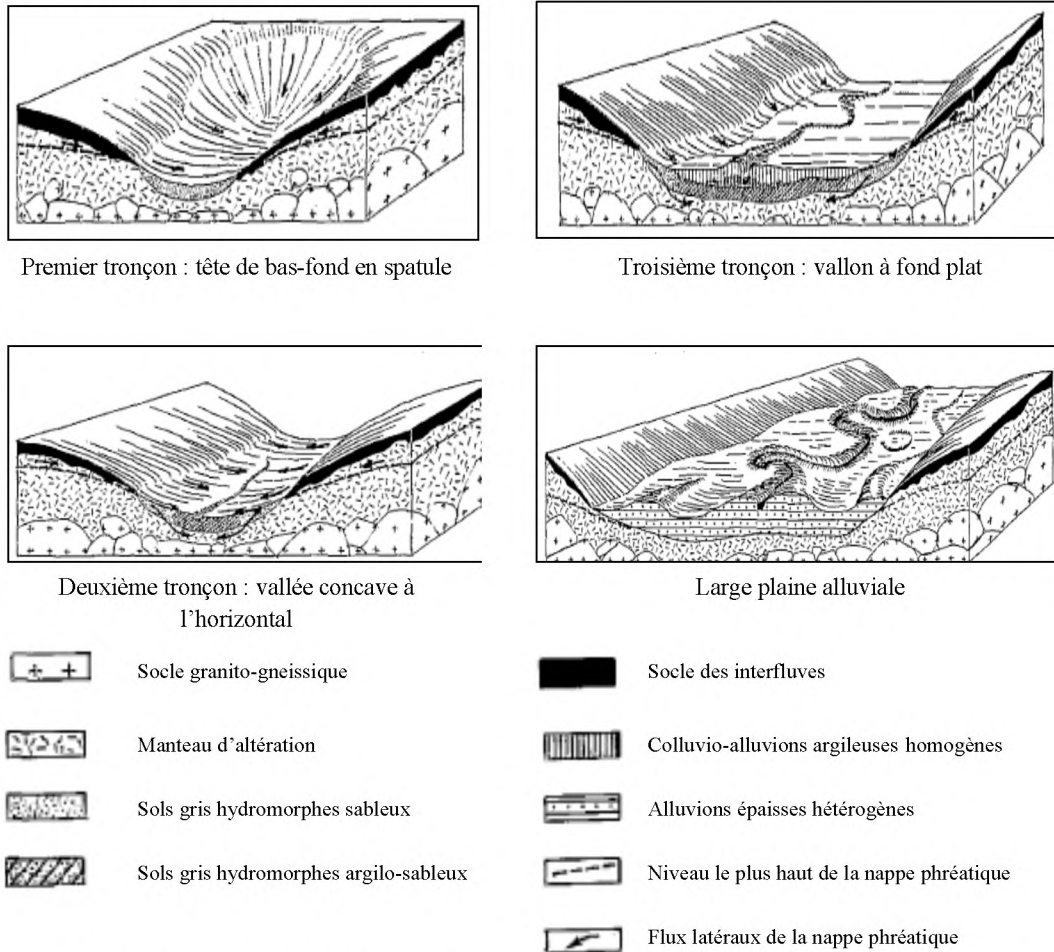 Premier tronçon : tête de bas-fond en spatule
Troisième tronçon : vallon à fond plat
Deuxième tronçon : vallée concave à
l’horizontal
Large plaine alluviale
Socle granito-gneissique
Manteau d’altération
Sols gris hydromorphes sableux
Sols gris hydromorphes argilo-sableux
Socle des interfluves
Colluvio-alluvions argileuses homogènes
Alluvions épaisses hétérogènes
Niveau le plus haut de la nappe phréatique
Flux latéraux de la nappe phréatique